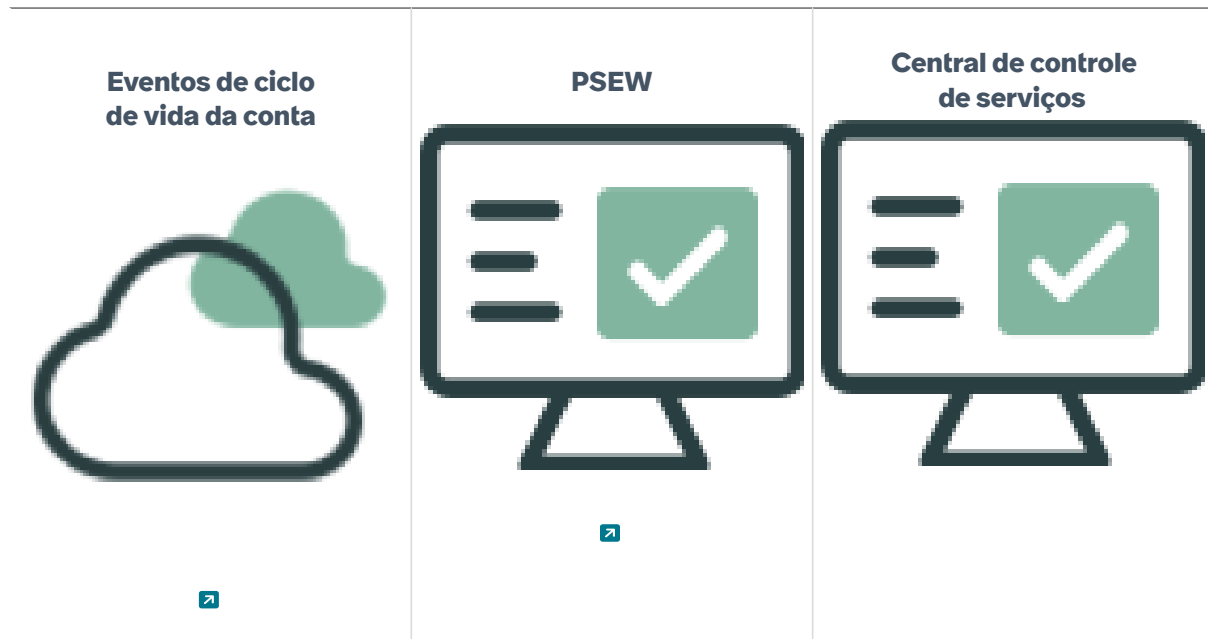 Eventos de ciclo
de vida da conta
PSEW
Central de controle
de serviços